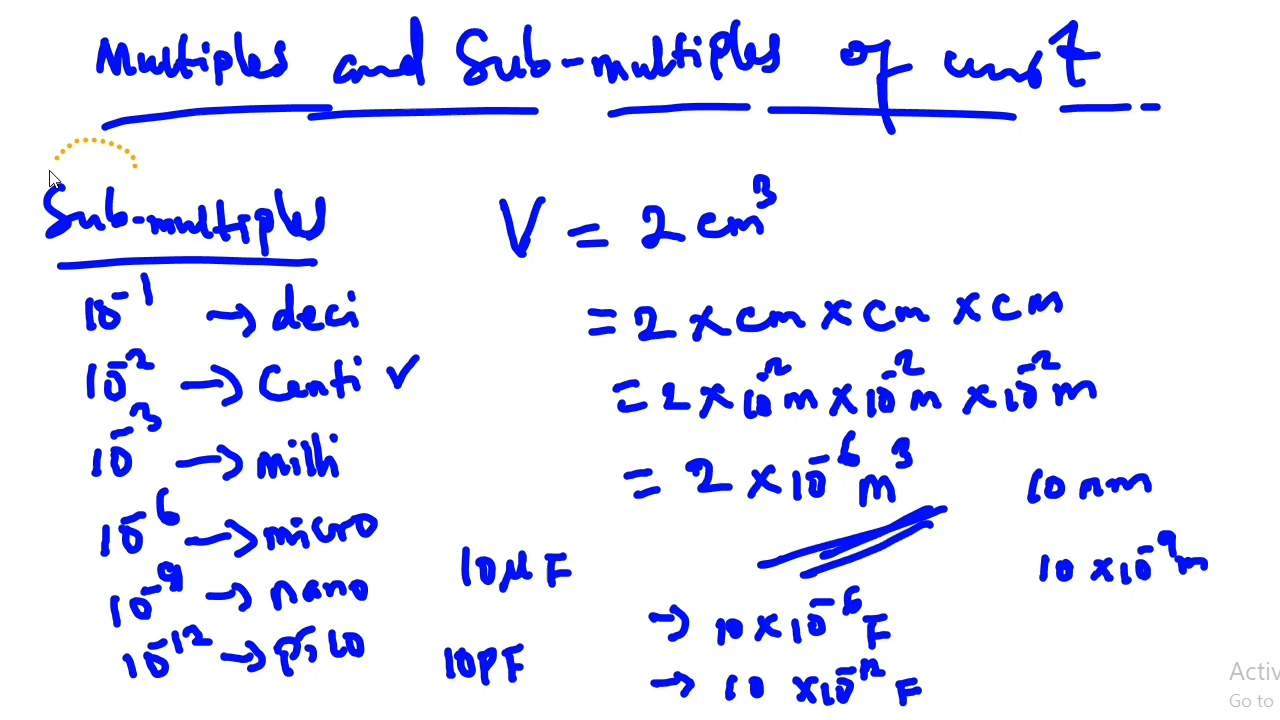 Multiples and Sub-multiples of unit
Sub-multiples
10⁻¹ → deci
10⁻² → Centi ✓
10⁻³ → milli
10⁻⁶ → micro
10⁻⁹ → nano
10⁻¹² → pico
V = 2 cm³
= 2 × cm × cm × cm
= 2 × 10⁻² m × 10⁻² m × 10⁻² m
= 2 × 10⁻⁶ m³
10 nm
10 × 10⁻⁹ m
10 μF
→ 10 × 10⁻⁶ F
10 PF
→ 10 × 10⁻¹² F
Activ
Go to